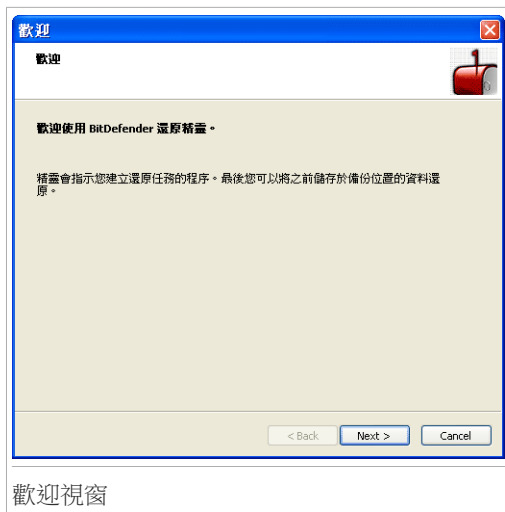 歡迎
歡迎
歡迎使用 BitDefender 還原精靈。
精靈會指示您建立還原任務的程序。最後您可以將之前儲存於備份位置的資料還
原。
< Back
Next >
Cancel
歡迎視窗